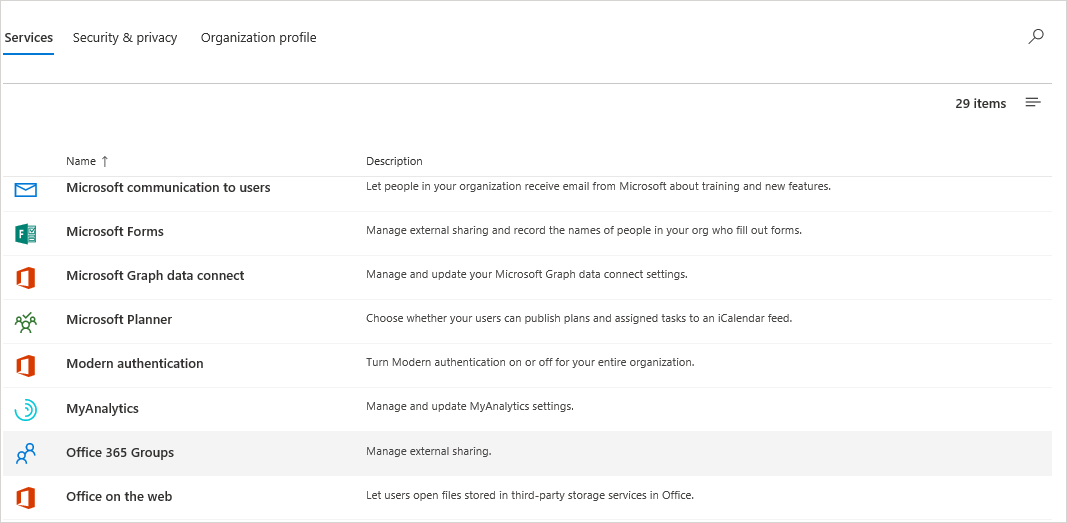 Services Security & privacy Organization profile
29 items
Name ↑ Description
Microsoft communication to users Let people in your organization receive email from Microsoft about training and new features.
F
Microsoft Forms Manage external sharing and record the names of people in your org who fill out forms.
Microsoft Graph data connect Manage and update your Microsoft Graph data connect settings.
Microsoft Planner Choose whether your users can publish plans and assigned tasks to an iCalendar feed.
Modern authentication Turn Modern authentication on or off for your entire organization.
MyAnalytics Manage and update MyAnalytics settings.
Office 365 Groups Manage external sharing.
Office on the web Let users open files stored in third-party storage services in Office.